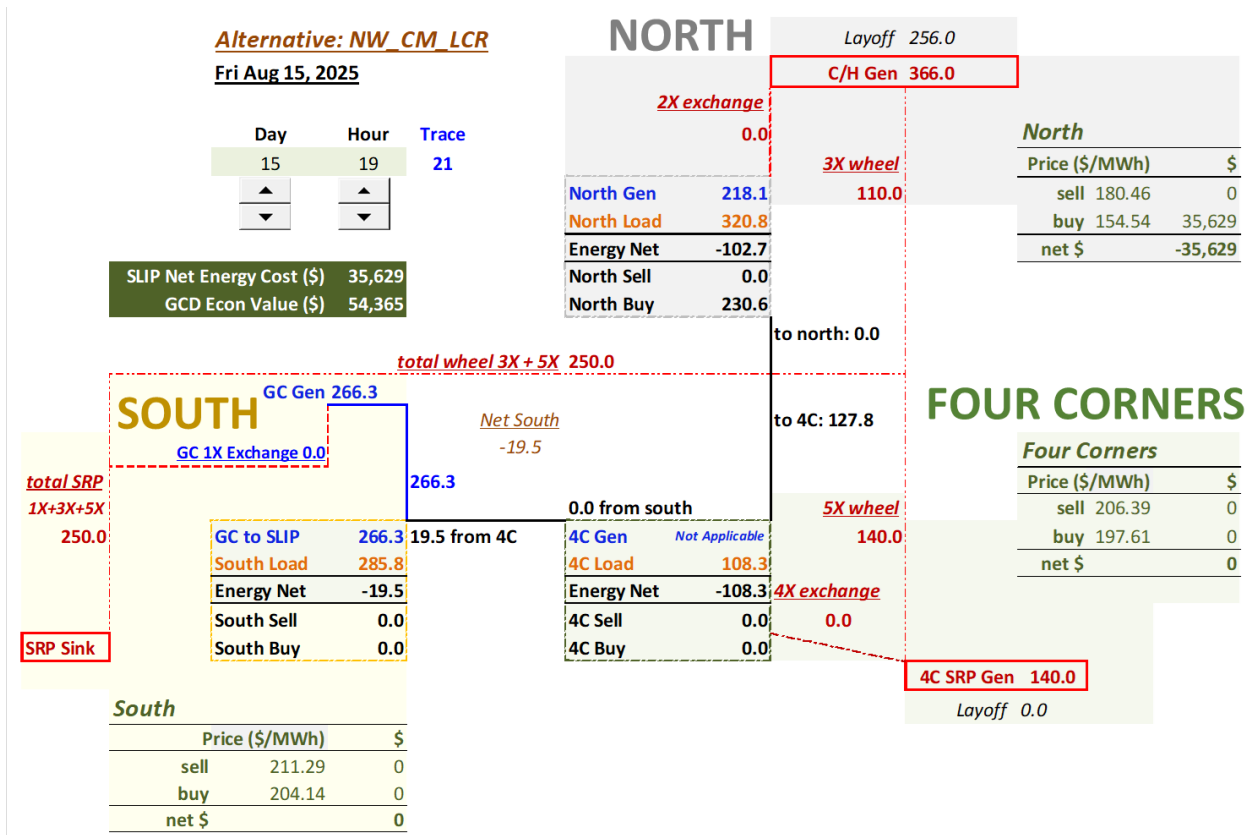 Alternative: NW_CM_LCR
Fri Aug 15, 2025
NORTH
Layoff 256.0
C/H Gen 366.0
2X exchange
0.0
Day Hour Trace
15 19 21
3X wheel
110.0
North
Price ($/MWh) $
sell 180.46 0
buy 154.54 35,629
net $ -35,629
North Gen 218.1
North Load 320.8
Energy Net -102.7
North Sell 0.0
North Buy 230.6
SLIP Net Energy Cost ($) 35,629
GCD Econ Value ($) 54,365
to north: 0.0
total wheel 3X + 5X 250.0
GC Gen 266.3
SOUTH
GC 1X Exchange 0.0
Net South
-19.5
to 4C: 127.8
FOUR CORNERS
Four Corners
Price ($/MWh) $
sell 206.39 0
buy 197.61 0
net $ 0
total SRP
1X+3X+5X
250.0
266.3
0.0 from south
5X wheel
140.0
GC to SLIP 266.3
South Load 285.8
Energy Net -19.5
South Sell 0.0
South Buy 0.0
19.5 from 4C
4C Gen Not Applicable
4C Load 108.3
Energy Net -108.3
4C Sell 0.0
4C Buy 0.0
4X exchange
0.0
SRP Sink
4C SRP Gen 140.0
Layoff 0.0
South
Price ($/MWh) $
sell 211.29 0
buy 204.14 0
net $ 0